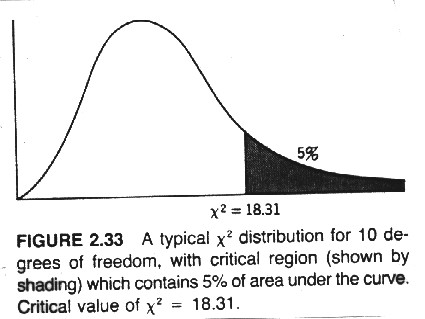 5%
χ² = 18.31
FIGURE 2.33 A typical χ² distribution for 10 de-
grees of freedom, with critical region (shown by
shading) which contains 5% of area under the curve.
Critical value of χ² = 18.31.